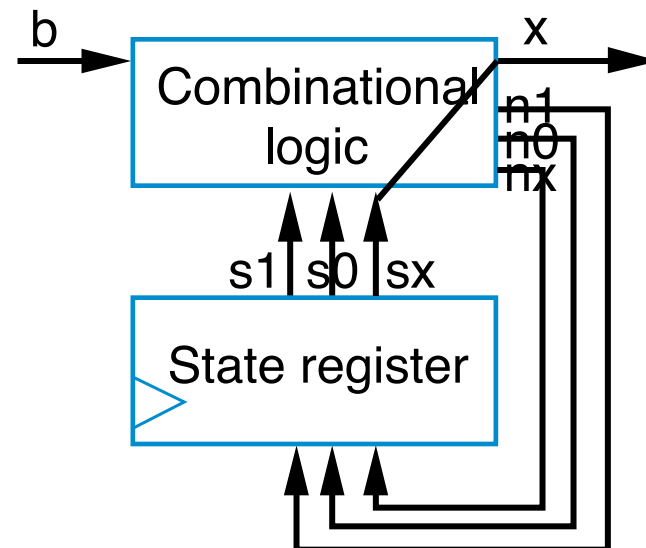 b
x
Combinational
logic
n1
n0
nx
s1
s0
sx
State register